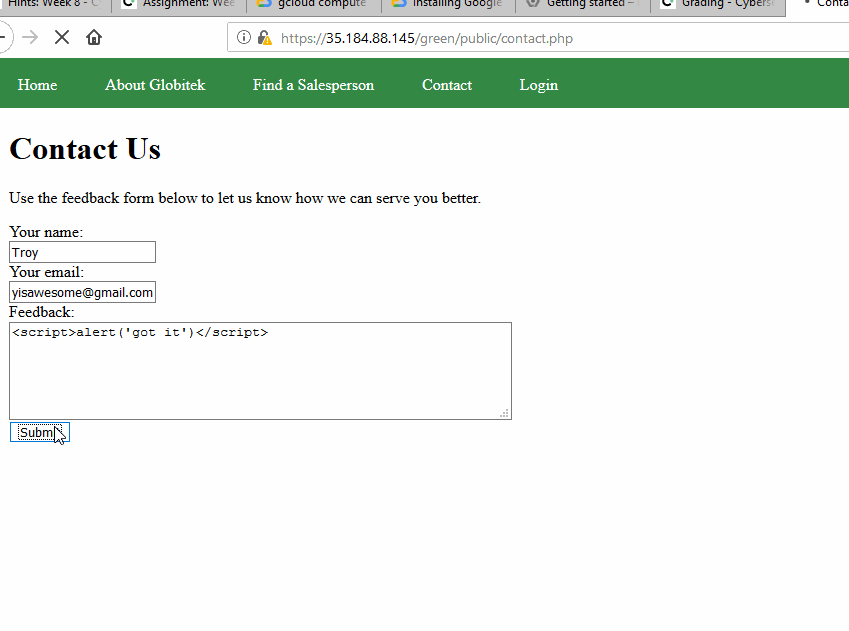 Hints: Week 8 - C Assignment: Wee gcloud compute Installing Google Getting started – Grading - Cyberse Conta
https://35.184.88.145/green/public/contact.php
Home About Globitek Find a Salesperson Contact Login
Contact Us
Use the feedback form below to let us know how we can serve you better.
Your name:
Troy
Your email:
yisawesome@gmail.com
Feedback:
<script>alert('got it')</script>
Subm